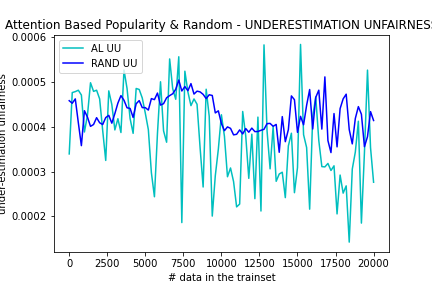 Attention Based Popularity & Random - UNDERESTIMATION UNFAIRNES
AL UU
RAND UU
under-estimation unfairness
0.0006
0.0005
0.0004
0.0003
0.0002
0 2500 5000 7500 10000 12500 15000 17500 20000
# data in the trainset